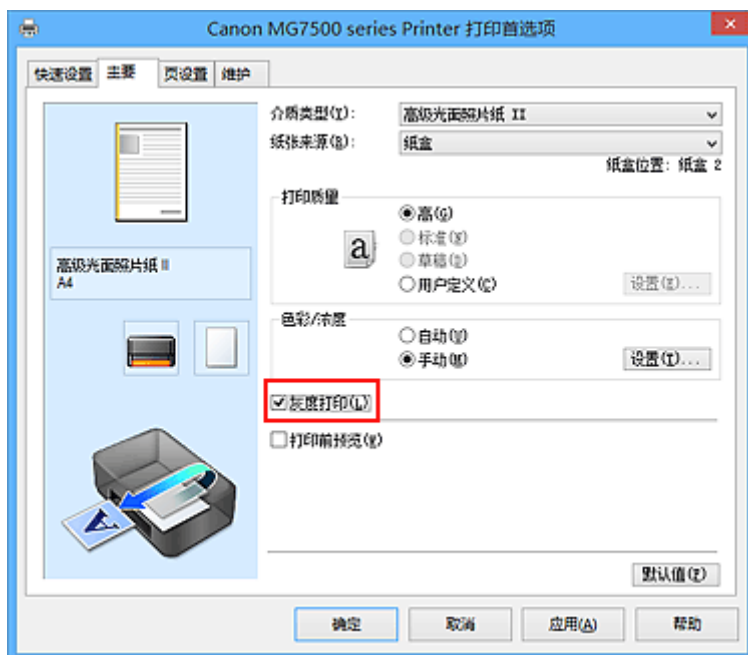 Canon MG7500 series Printer 打印首选项
快速设置 主要 页设置 维护
介质类型(Y): 高级光面照片纸 II
纸张来源(R): 纸盒
纸盒位置: 纸盒 2
打印质量
高(G)
a
标准(S)
草稿(D)
用户定义(C) 设置(E)...
高级光面照片纸 II
A4
色彩/浓度
自动(V)
手动(M) 设置(T)...
灰度打印(L)
打印前预览(W)
A
默认值(F)
确定 取消 应用(A) 帮助